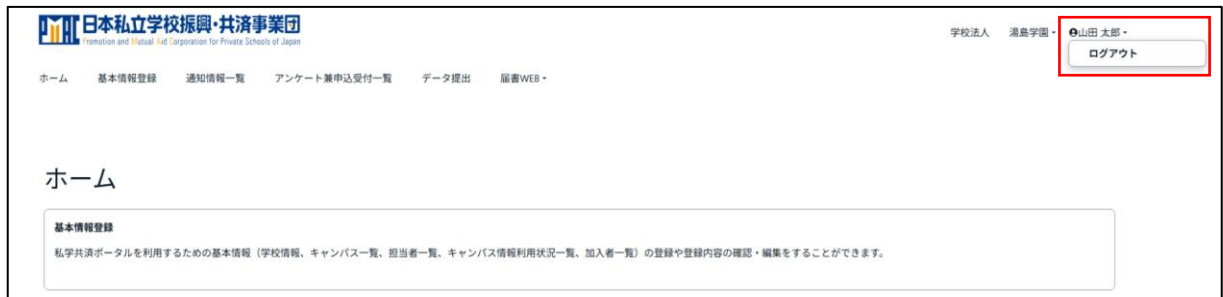 日本私立学校振興・共済事業団
Promotion and Mutual Aid Corporation for Private Schools of Japan
学校法人 湯島学園 山田 太郎
ログアウト
ホーム 基本情報登録 通知情報一覧 アンケート兼申込受付一覧 データ提出 届書WEB
ホーム
基本情報登録
私学共済ポータルを利用するための基本情報（学校情報、キャンパス一覧、担当者一覧、キャンパス情報利用状況一覧、加入者一覧）の登録や登録内容の確認・編集をすることができます。